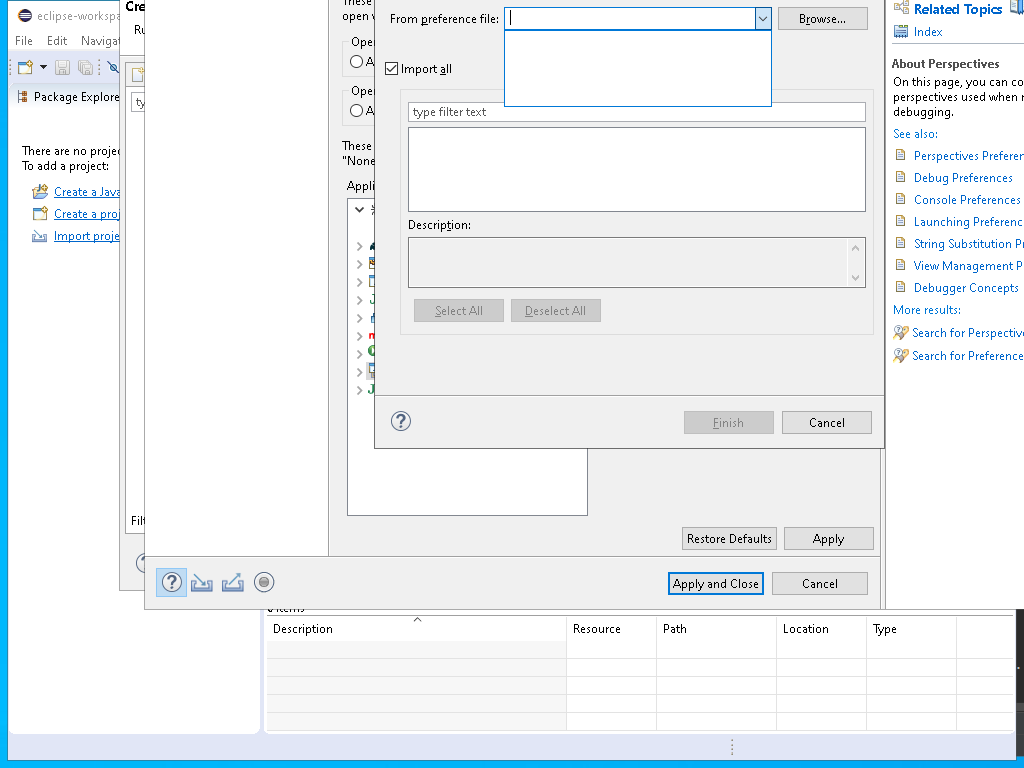 eclipse-workspa
File Edit Navigat
Package Explore
There are no projec
To add a project:
Create a Java
Create a proj
Import proje
Cre
Ru
ty
Filt
These
open w
Open
A
Open
A
These
"None
Appli
From preference file:
Browse...
Import all
type filter text
Description:
Select All
Deselect All
Finish
Cancel
Restore Defaults
Apply
Apply and Close
Cancel
Related Topics
Index
About Perspectives
On this page, you can co
perspectives used when r
debugging.
See also:
Perspectives Preferen
Debug Preferences
Console Preferences
Launching Preferenc
String Substitution Pr
View Management P
Debugger Concepts
More results:
Search for Perspectiv
Search for Preference
0 items
Description Resource Path Location Type